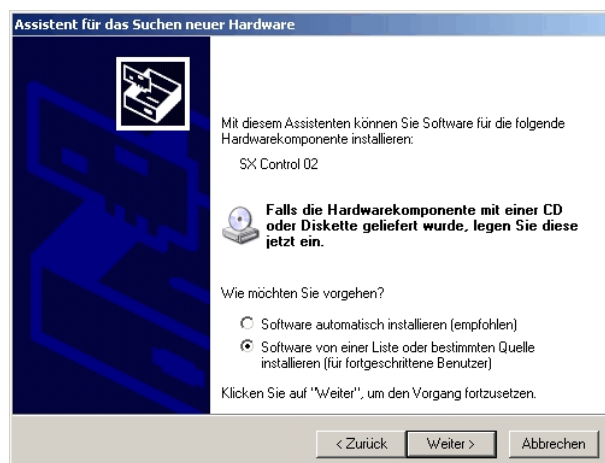 Assistent für das Suchen neuer Hardware
Mit diesem Assistenten können Sie Software für die folgende
Hardwarekomponente installieren:
SX Control 02
Falls die Hardwarekomponente mit einer CD
oder Diskette geliefert wurde, legen Sie diese
jetzt ein.
Wie möchten Sie vorgehen?
Software automatisch installieren (empfohlen)
Software von einer Liste oder bestimmten Quelle
installieren (für fortgeschrittene Benutzer)
Klicken Sie auf "Weiter", um den Vorgang fortzusetzen.
< Zurück Weiter > Abbrechen